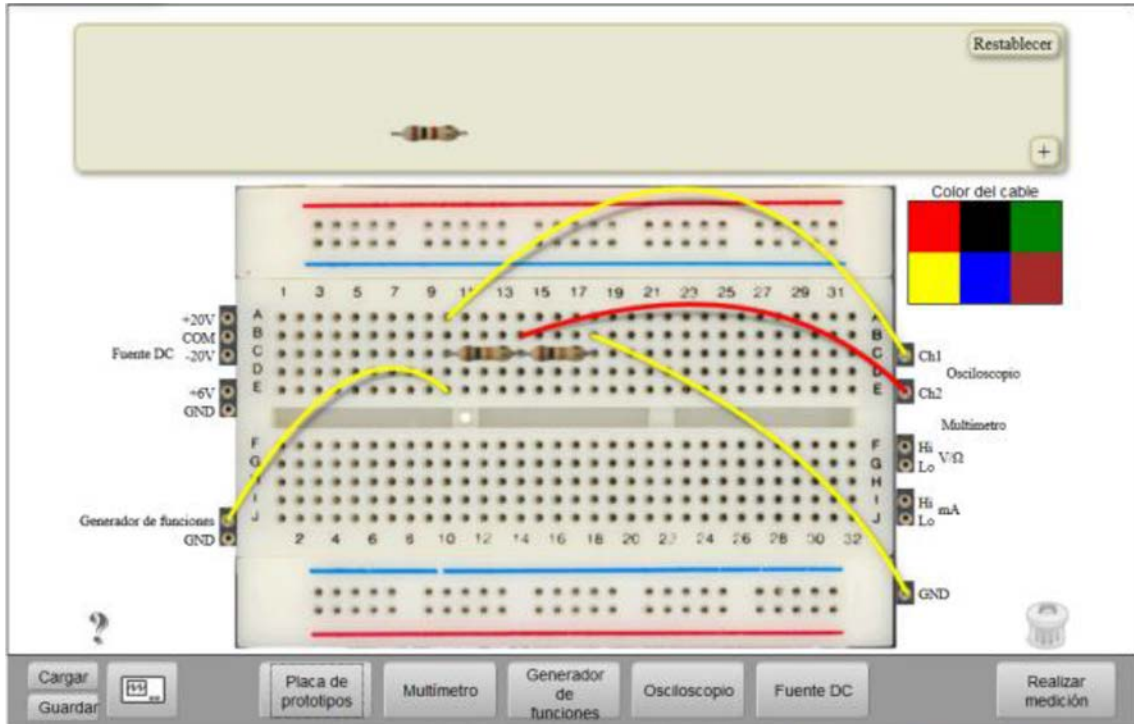 Restablecer
+
Color del cable
1 3 5 7 9 11 13 15 17 19 21 23 25 27 29 31
+20V
COM
Fuente DC
-20V
+6V
GND
A
B
C
D
E
A
B
C
D
E
Ch1
Osciloscopio
Ch2
Multímetro
Hi
V/Ω
Lo
Hi
mA
Lo
F
G
I
J
F
G
H
I
J
Generador de funciones
GND
2 4 6 8 10 12 14 16 18 20 22 24 26 28 30 32
GND
?
Cargar
Guardar
Placa de
prototipos
Multímetro
Generador
de
funciones
Osciloscopio
Fuente DC
Realizar
medición